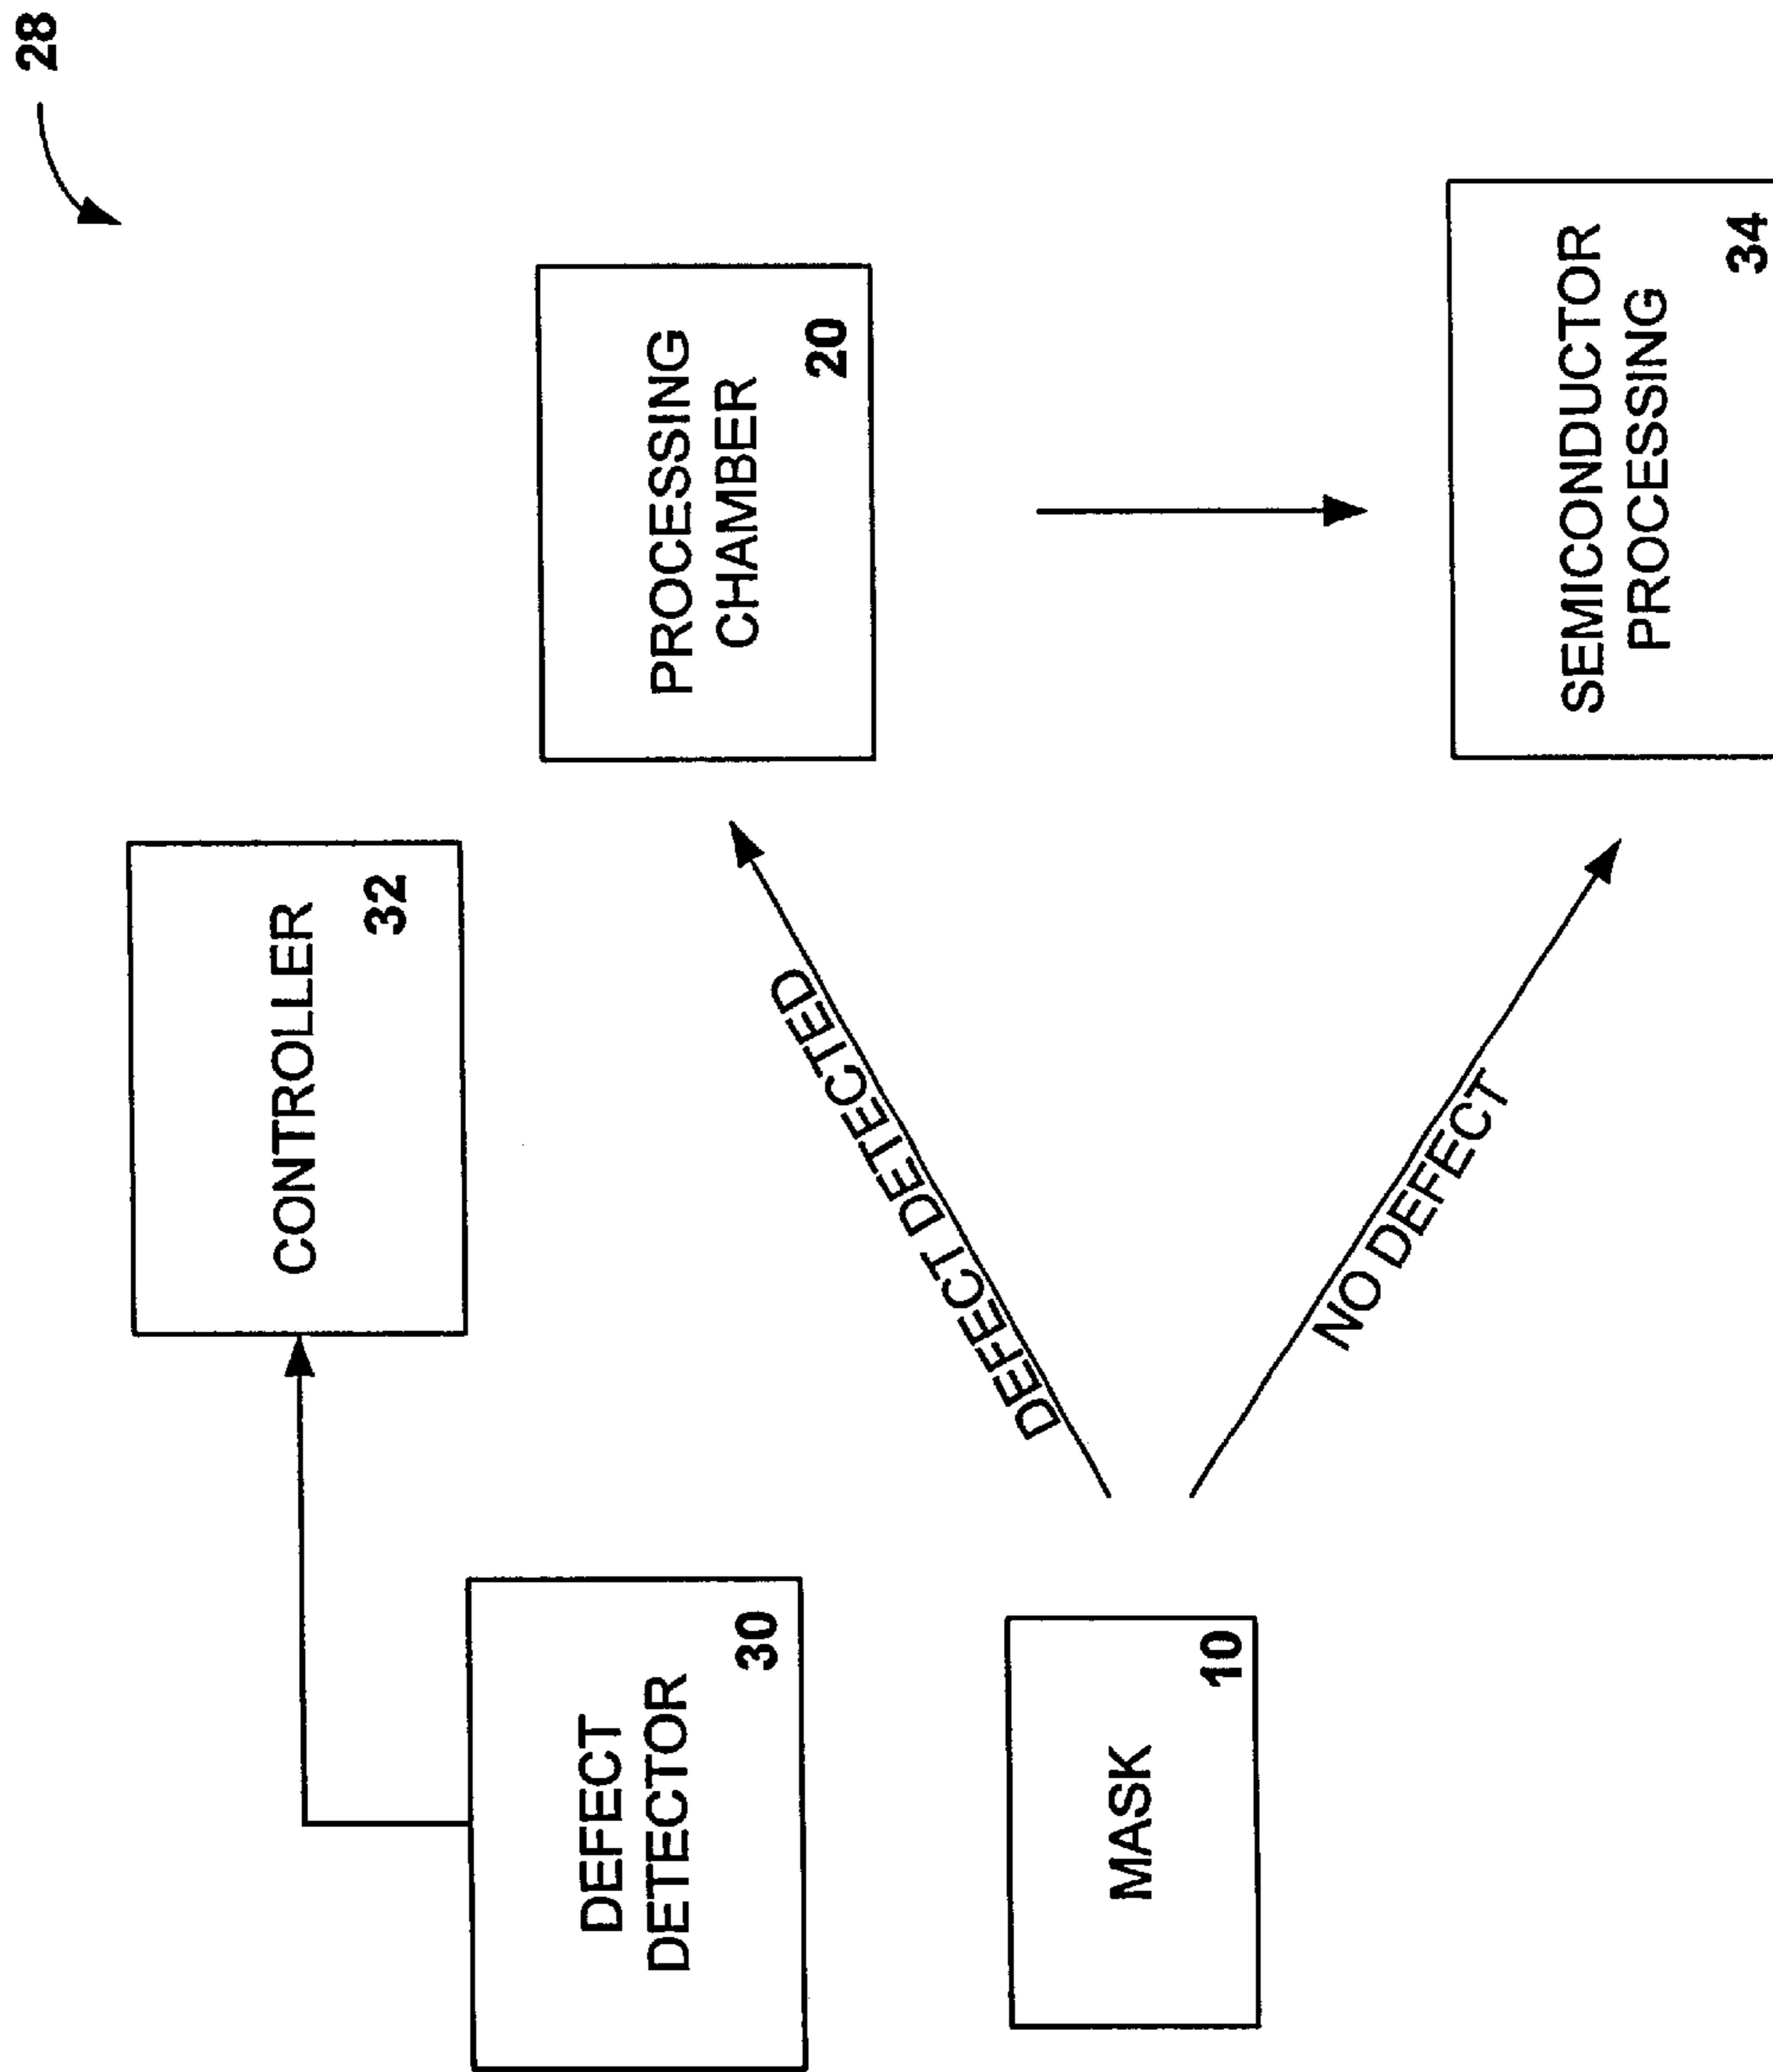 28
CONTROLLER
32
DEFECT
DETECTOR
30
PROCESSING
CHAMBER
20
DEFECT DETECTED
MASK
10
NO DEFECT
SEMICONDUCTOR
PROCESSING
34